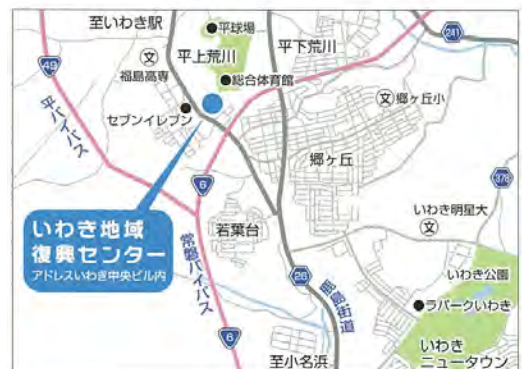 至いわき駅
平球場
241
49
文
福島高専
平上荒川
平下荒川
総合体育館
文 郷ヶ丘小
セブンイレブン
平バイパス
郷ヶ丘
6
378
いわき地域
復興センター
アドレスいわき中央ビル内
若葉台
いわき明星大
文
常磐バイパス
26
鹿島街道
いわき公園
ラパークいわき
6
至小名浜
いわき
ニュータウン